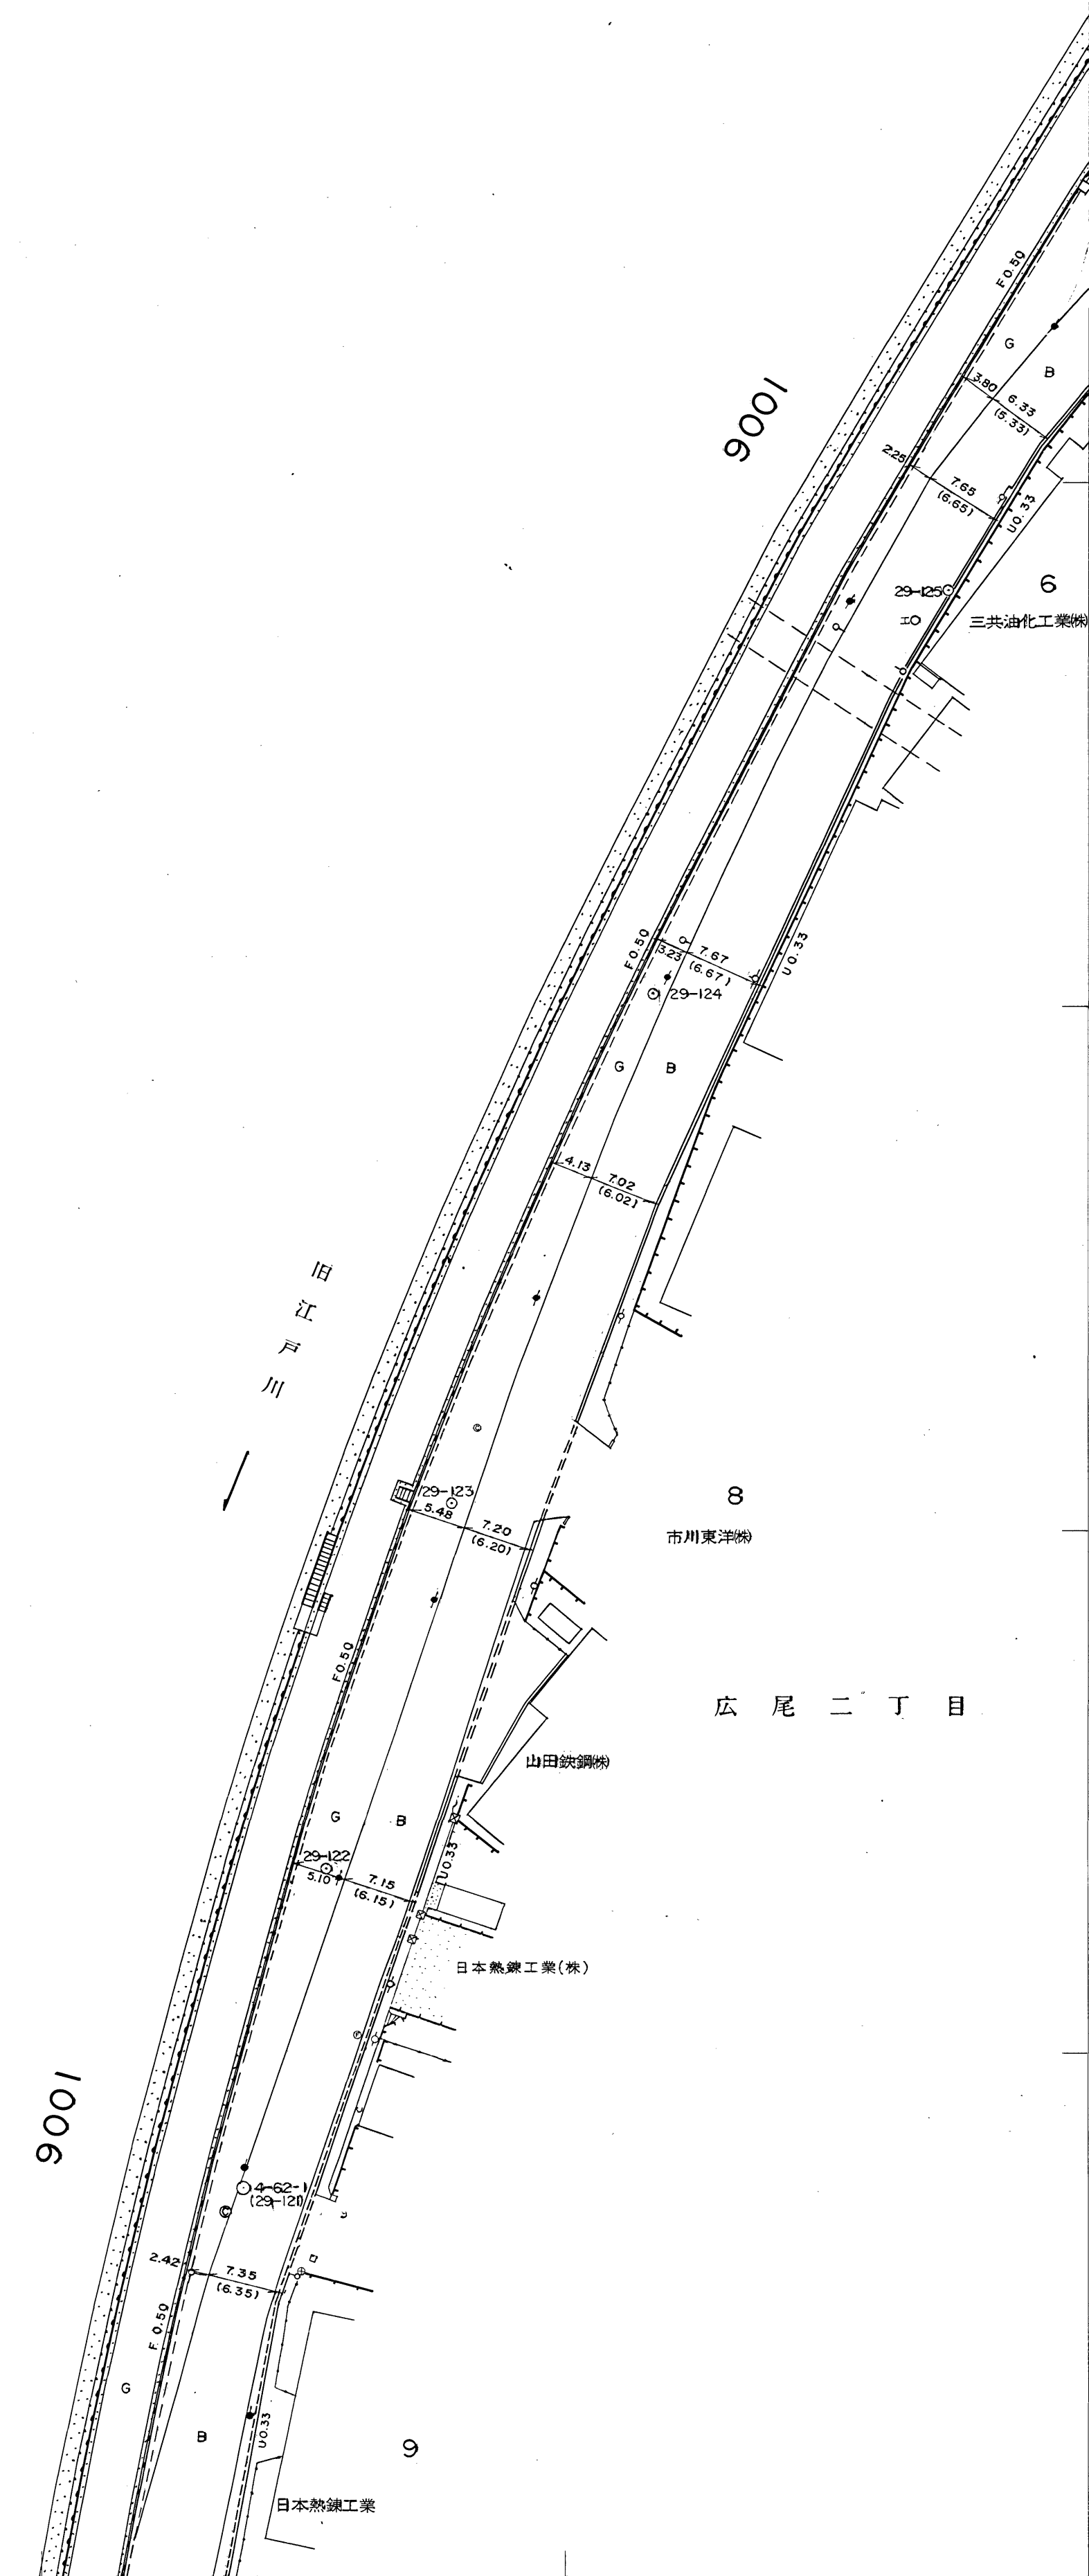 F0.50
G
B
3.80
6.33
(5.33)
9001
2.25
7.65
(6.65)
U0.33
6
29-125
三共油化工業㈱
F0.50
3.23
7.67
(6.67)
U0.33
29-124
G
B
4.13
7.02
(6.02)
旧江戸川
29-123
5.48
7.20
(6.20)
8
市川東洋㈱
F0.50
広尾二丁目
山田鉄鋼㈱
G
B
29-122
5.10
7.15
(6.15)
U0.33
日本熱錬工業(株)
9001
4-62-1
(29-121)
2.42
7.35
(6.35)
F 0.50
G
B
U0.33
9
日本熱錬工業